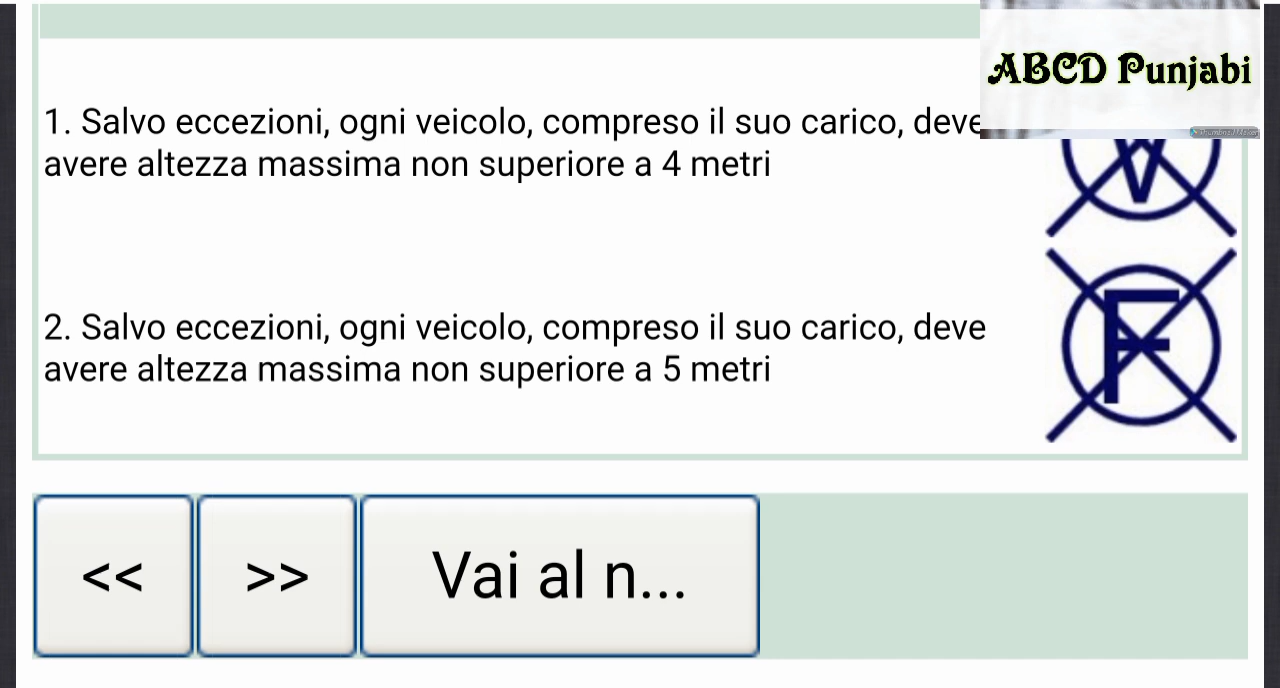 ABCD Punjabi
1. Salvo eccezioni, ogni veicolo, compreso il suo carico, deve
avere altezza massima non superiore a 4 metri
V
2. Salvo eccezioni, ogni veicolo, compreso il suo carico, deve
avere altezza massima non superiore a 5 metri
F
<< >> Vai al n...